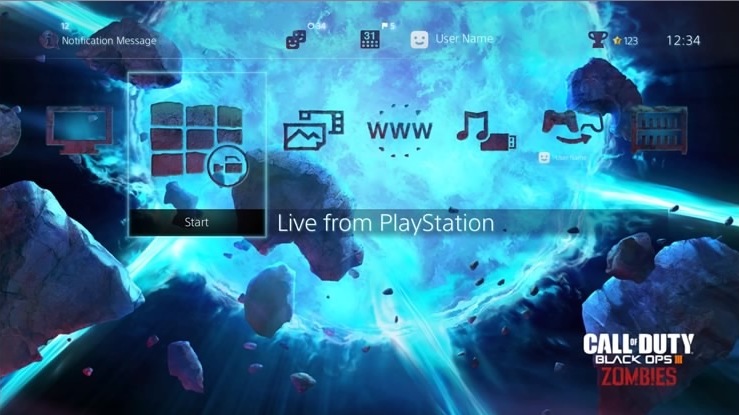 12
Notification Message
31
5
User Name
123
12:34
WWW
User Name
Start
Live from PlayStation
CALL OF DUTY
BLACK OPS III
ZOMBIES